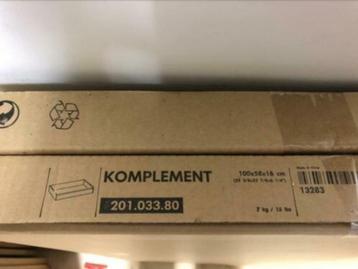 KOMPLEMENT
201.033.80
100x58x16 cm
7 kg / 15 lbs
13283